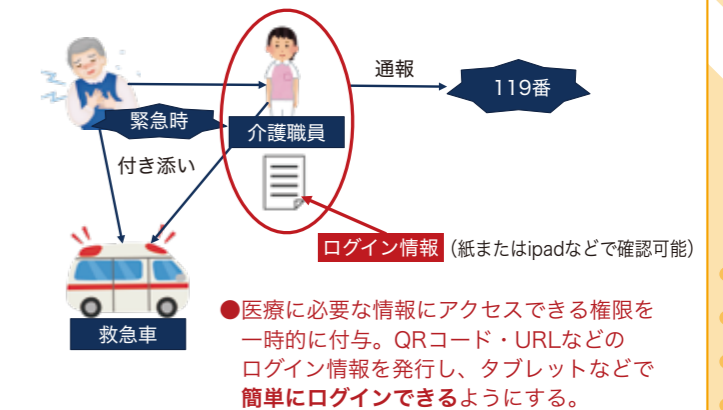 通報
119番
緊急時
介護職員
付き添い
ログイン情報（紙またはipadなどで確認可能）
救急車
●医療に必要な情報にアクセスできる権限を
一時的に付与。QRコード・URLなどの
ログイン情報を発行し、タブレットなどで
簡単にログインできるようにする。